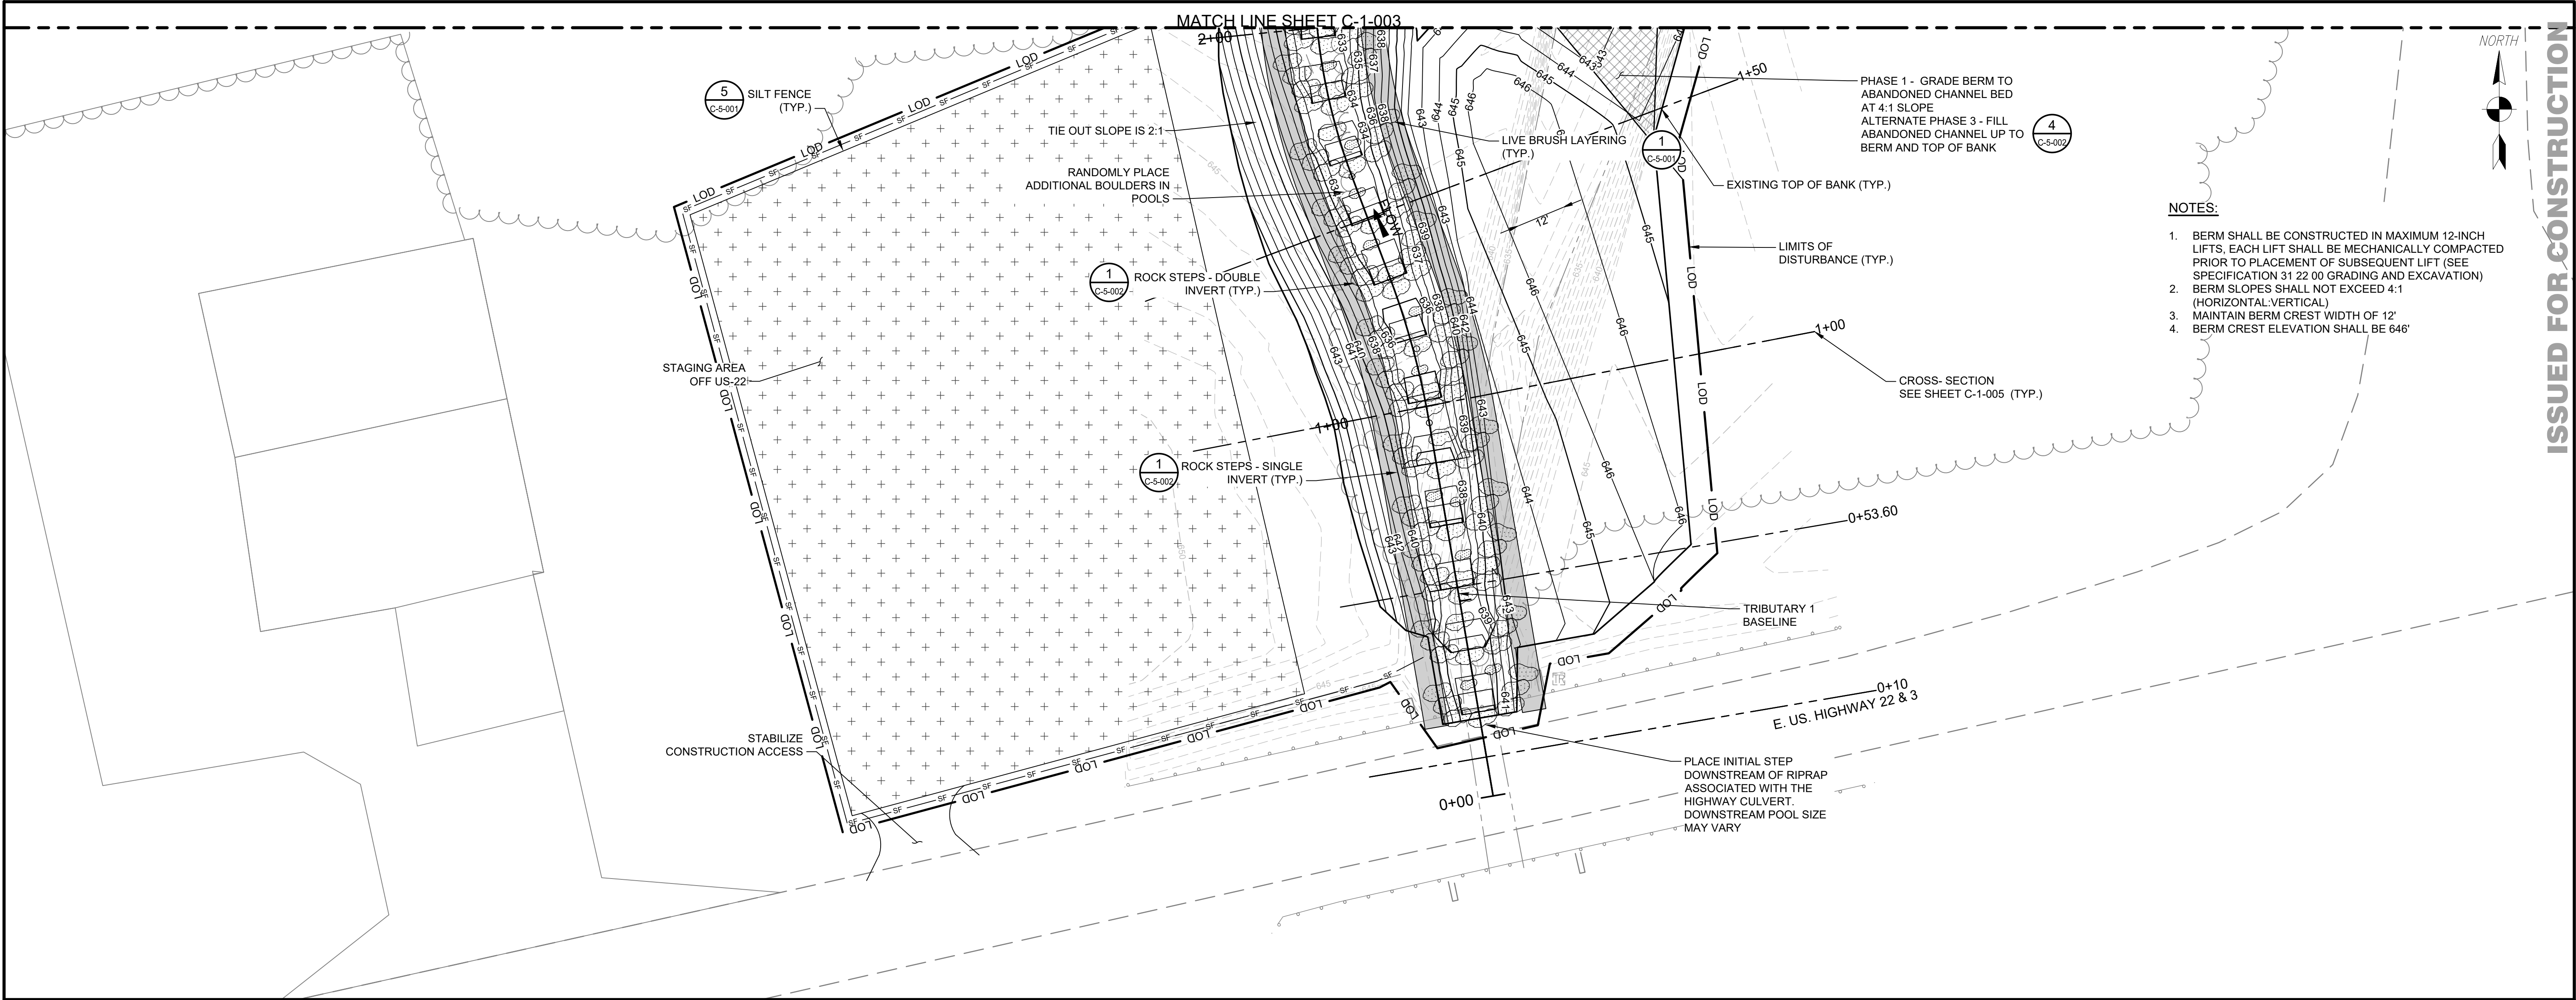 MATCH LINE SHEET C-1-003
2+00
NORTH
ISSUED FOR CONSTRUCTION
5
C-5-001
SILT FENCE
(TYP.)
TIE OUT SLOPE IS 2:1
RANDOMLY PLACE
ADDITIONAL BOULDERS IN
POOLS
1
C-5-002
ROCK STEPS - DOUBLE
INVERT (TYP.)
STAGING AREA
OFF US-22
1+00
1
C-5-002
ROCK STEPS - SINGLE
INVERT (TYP.)
STABILIZE
CONSTRUCTION ACCESS
LIVE BRUSH LAYERING
(TYP.)
FLOW
12'
1+50
1
C-5-001
PHASE 1 - GRADE BERM TO
ABANDONED CHANNEL BED
AT 4:1 SLOPE
ALTERNATE PHASE 3 - FILL
ABANDONED CHANNEL UP TO
BERM AND TOP OF BANK
4
C-5-002
EXISTING TOP OF BANK (TYP.)
LIMITS OF
DISTURBANCE (TYP.)
1+00
CROSS- SECTION
SEE SHEET C-1-005 (TYP.)
0+53.60
TRIBUTARY 1
BASELINE
0+10
E. US. HIGHWAY 22 & 3
0+00
PLACE INITIAL STEP
DOWNSTREAM OF RIPRAP
ASSOCIATED WITH THE
HIGHWAY CULVERT.
DOWNSTREAM POOL SIZE
MAY VARY
NOTES:
1. BERM SHALL BE CONSTRUCTED IN MAXIMUM 12-INCH
LIFTS, EACH LIFT SHALL BE MECHANICALLY COMPACTED
PRIOR TO PLACEMENT OF SUBSEQUENT LIFT (SEE
SPECIFICATION 31 22 00 GRADING AND EXCAVATION)
2. BERM SLOPES SHALL NOT EXCEED 4:1
(HORIZONTAL:VERTICAL)
3. MAINTAIN BERM CREST WIDTH OF 12'
4. BERM CREST ELEVATION SHALL BE 646'
LOD
SF
643
644
645
646